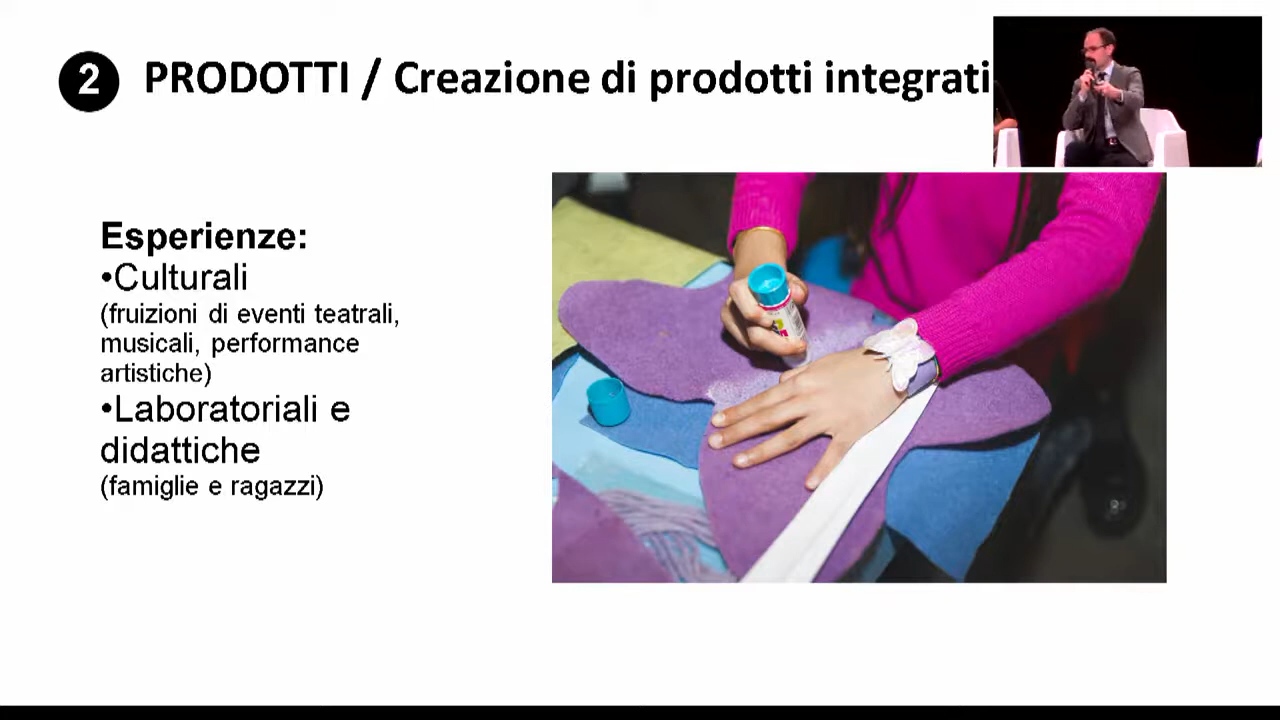 2 PRODOTTI / Creazione di prodotti integrati
Esperienze:
•Culturali
(fruizioni di eventi teatrali,
musicali, performance
artistiche)
•Laboratoriali e
didattiche
(famiglie e ragazzi)